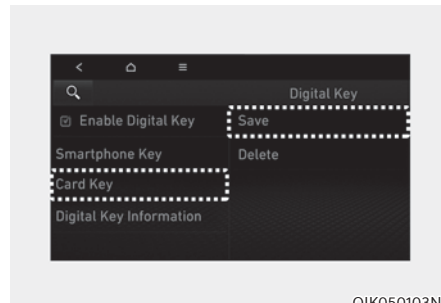 Digital Key
Enable Digital Key
Save
Smartphone Key
Delete
Card Key
Digital Key Information
OIK050103N